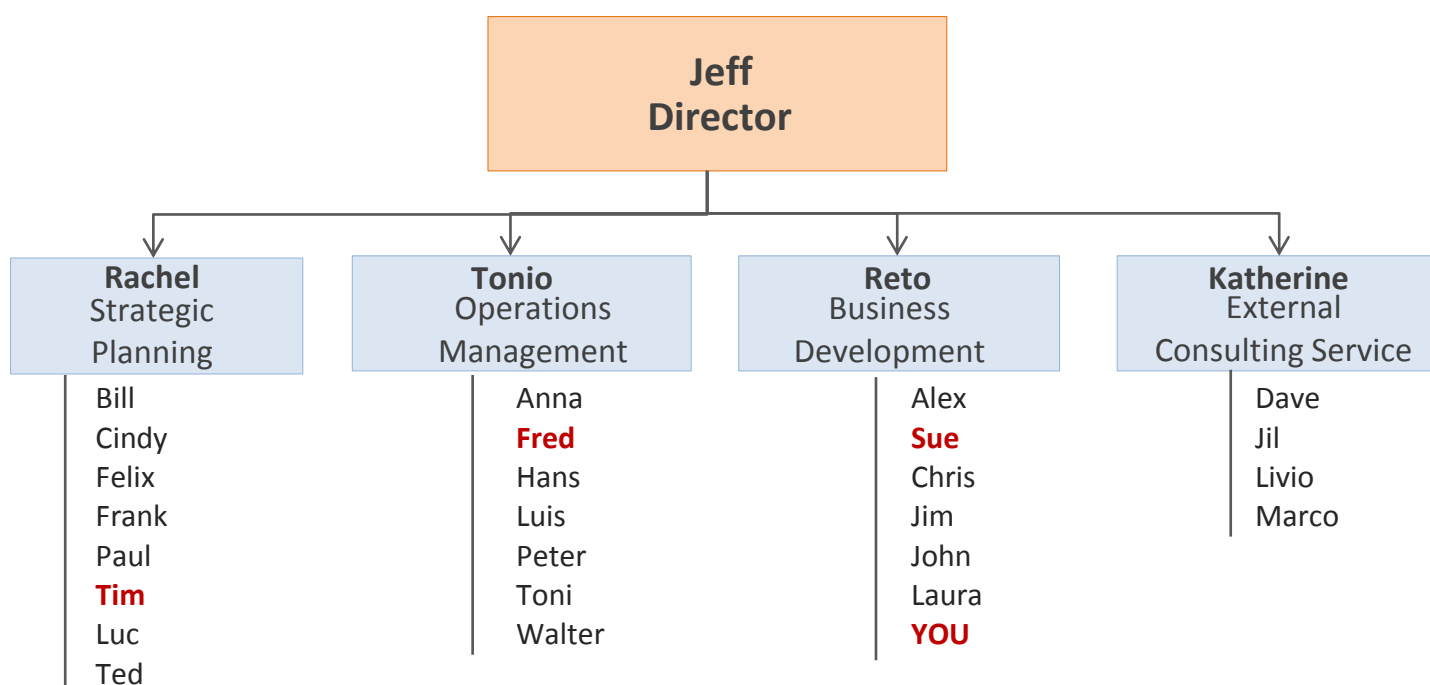 Jeff
Director
Rachel
Strategic
Planning
Bill
Cindy
Felix
Frank
Paul
Tim
Luc
Ted
Tonio
Operations
Management
Anna
Fred
Hans
Luis
Peter
Toni
Walter
Reto
Business
Development
Alex
Sue
Chris
Jim
John
Laura
YOU
Katherine
External
Consulting Service
Dave
Jil
Livio
Marco